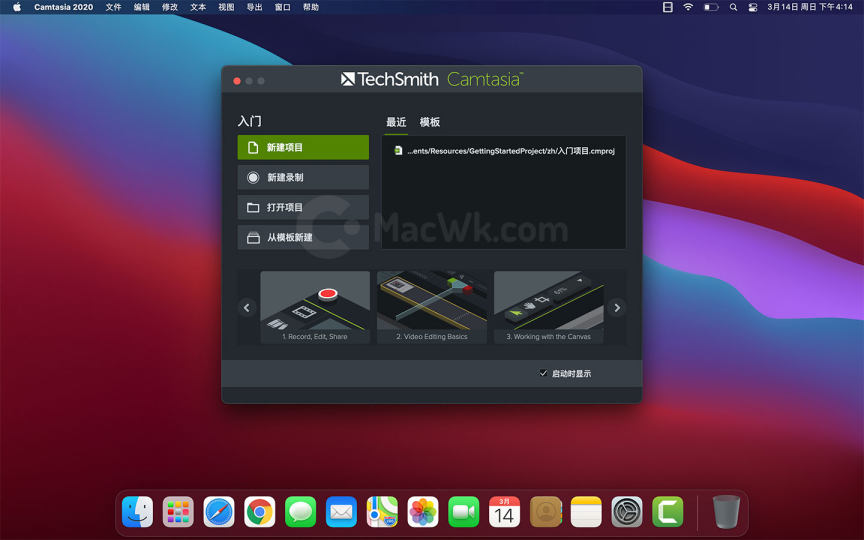 Camtasia 2020 文件 编辑 修改 文本 视图 导出 窗口 帮助 3月14日 周日 下午4:14
TechSmith Camtasia™
入门
最近 模板
新建项目
...ents/Resources/GettingStartedProject/zh/入门项目.cmproj
新建录制
打开项目
从模板新建
MacWk.com
1. Record, Edit, Share
2. Video Editing Basics
3. Working with the Canvas
启动时显示
3月
14